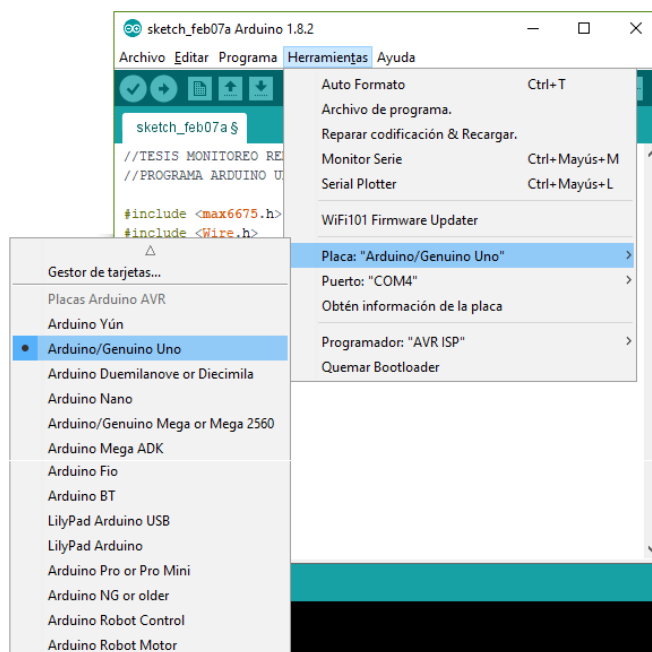 sketch_feb07a Arduino 1.8.2
Archivo Editar Programa Herramientas Ayuda
sketch_feb07a §
//TESIS MONITOREO
//PROGRAMA ARDUINO
#include <max6675.h>
#include <Wire.h>
Auto Formato Ctrl+T
Archivo de programa.
Reparar codificación & Recargar.
Monitor Serie Ctrl+Mayús+M
Serial Plotter Ctrl+Mayús+L
WiFi101 Firmware Updater
Placa: "Arduino/Genuino Uno"
Puerto: "COM4"
Obtén información de la placa
Programador: "AVR ISP"
Quemar Bootloader
Gestor de tarjetas...
Placas Arduino AVR
Arduino Yún
Arduino/Genuino Uno
Arduino Duemilanove or Diecimila
Arduino Nano
Arduino/Genuino Mega or Mega 2560
Arduino Mega ADK
Arduino Fio
Arduino BT
LilyPad Arduino USB
LilyPad Arduino
Arduino Pro or Pro Mini
Arduino NG or older
Arduino Robot Control
Arduino Robot Motor